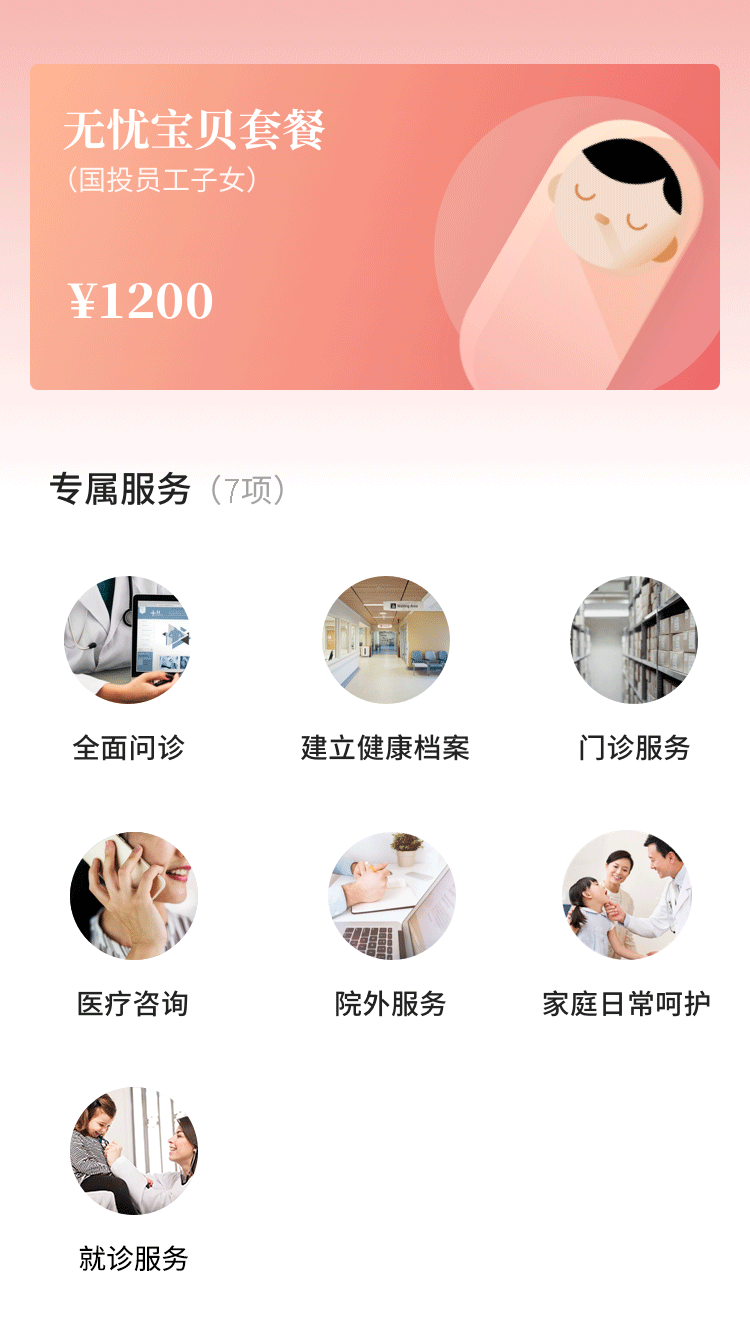 无忧宝贝套餐
（国投员工子女）
¥1200
专属服务（7项）
全面问诊
建立健康档案
门诊服务
医疗咨询
院外服务
家庭日常呵护
就诊服务